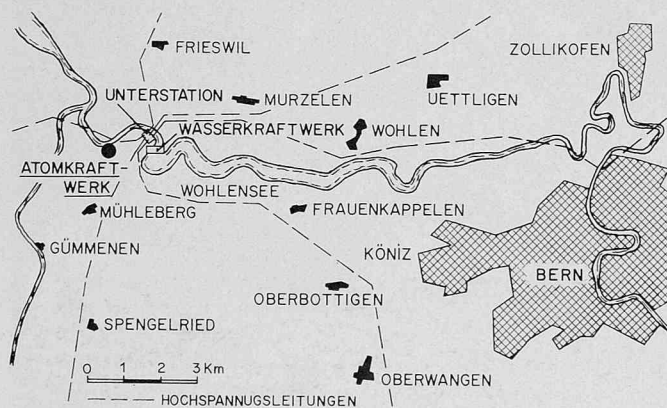 FRIESWIL
ZOLLIKOFEN
UNTERSTATION
MURZELEN
UETTLIGEN
WASSERKRAFTWERK
WOHLEN
ATOMKRAFT-
WERK
WOHLENSEE
MÜHLEBERG
FRAUENKAPPELEN
GÜMMENEN
KÖNIZ
BERN
OBERBOTTIGEN
SPENGELRIED
0 1 2 3 Km
OBERWANGEN
HOCHSPANNUGSLEITUNGEN